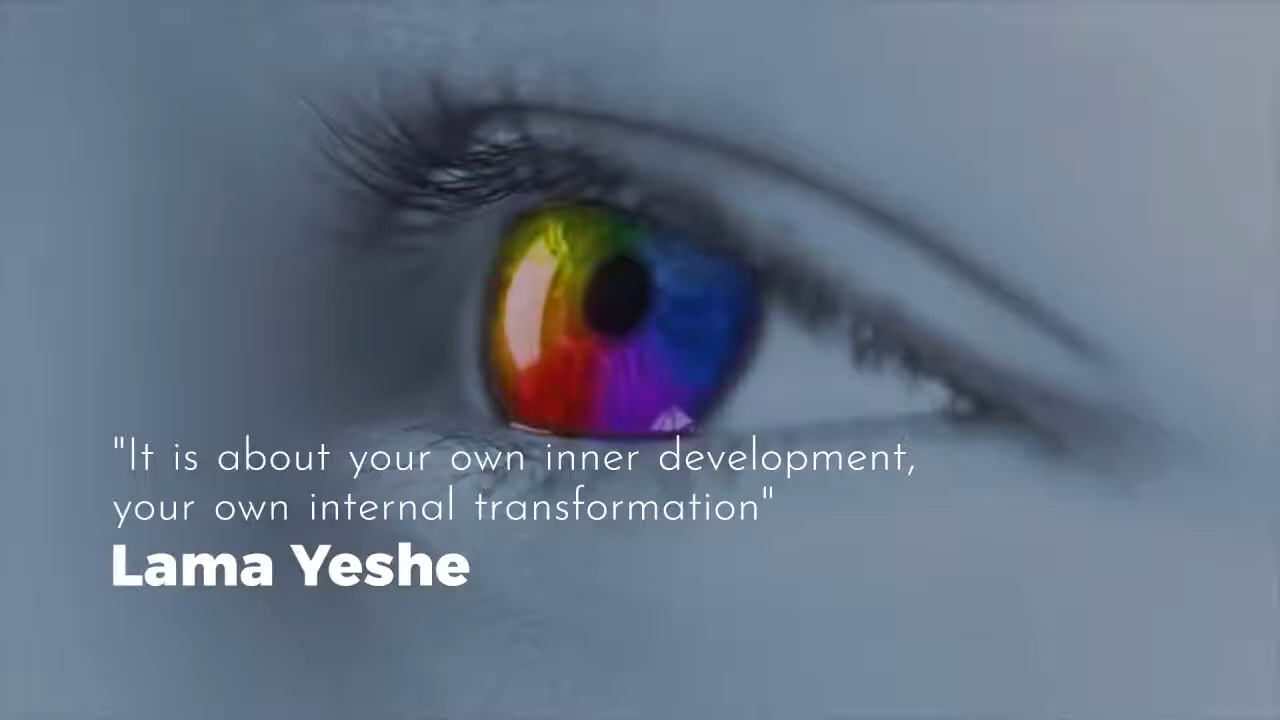 "It is about your own inner development,
your own internal transformation"
Lama Yeshe